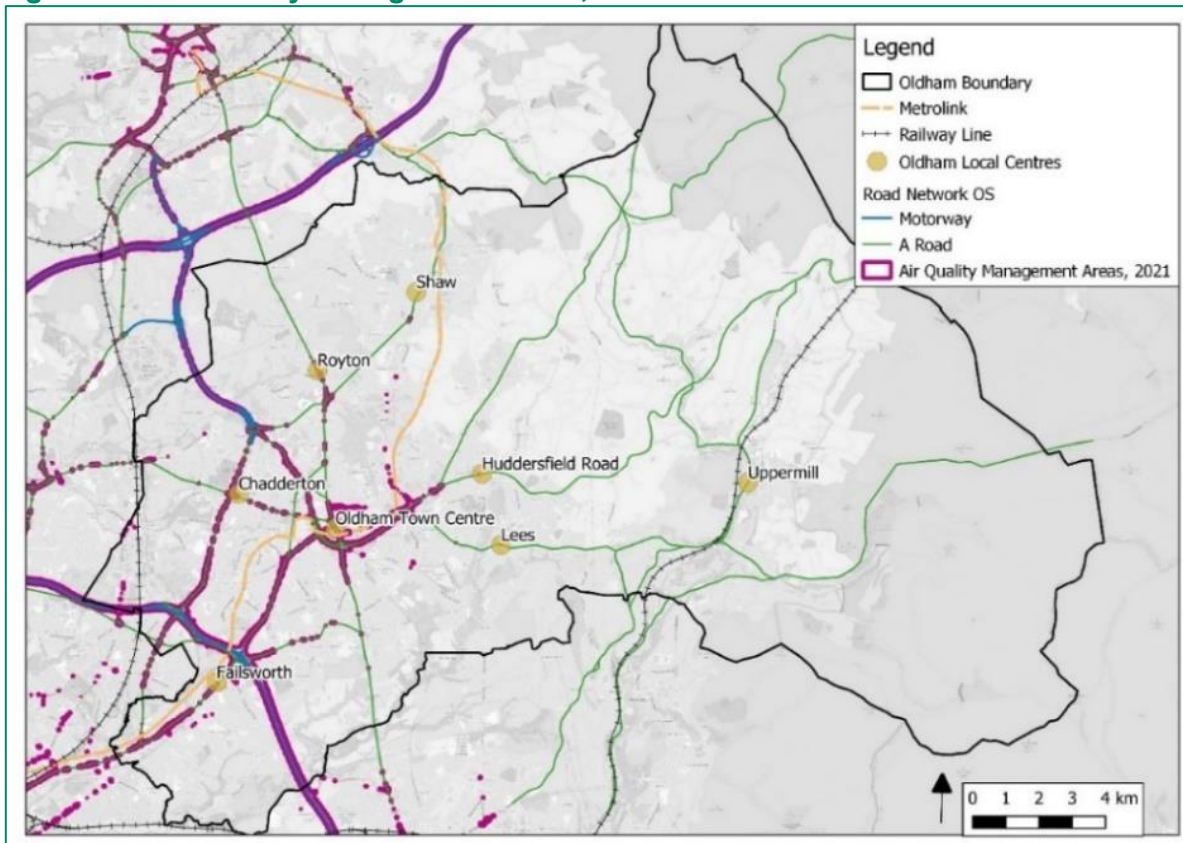 Legend
Oldham Boundary
Metrolink
Railway Line
Oldham Local Centres
Road Network OS
Motorway
A Road
Air Quality Management Areas, 2021
Shaw
Royton
Huddersfield Road
Uppermill
Chadderton
Oldham Town Centre
Lees
Failsworth
0 1 2 3 4 km